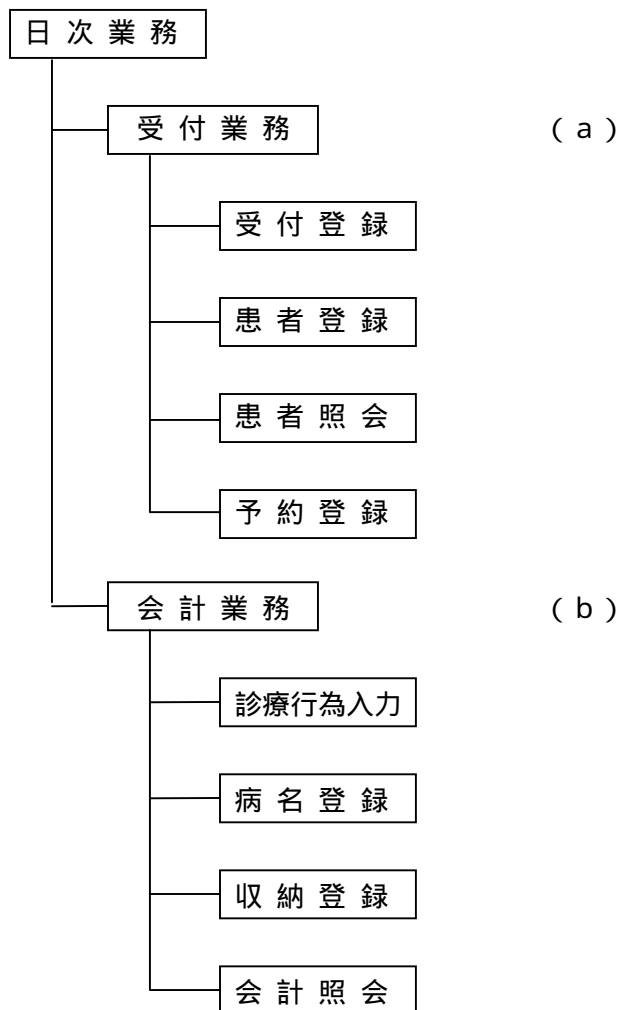 日 次 業 務
受 付 業 務 ( a )
受 付 登 録
患 者 登 録
患 者 照 会
予 約 登 録
会 計 業 務 ( b )
診療行為入力
病 名 登 録
収 納 登 録
会 計 照 会